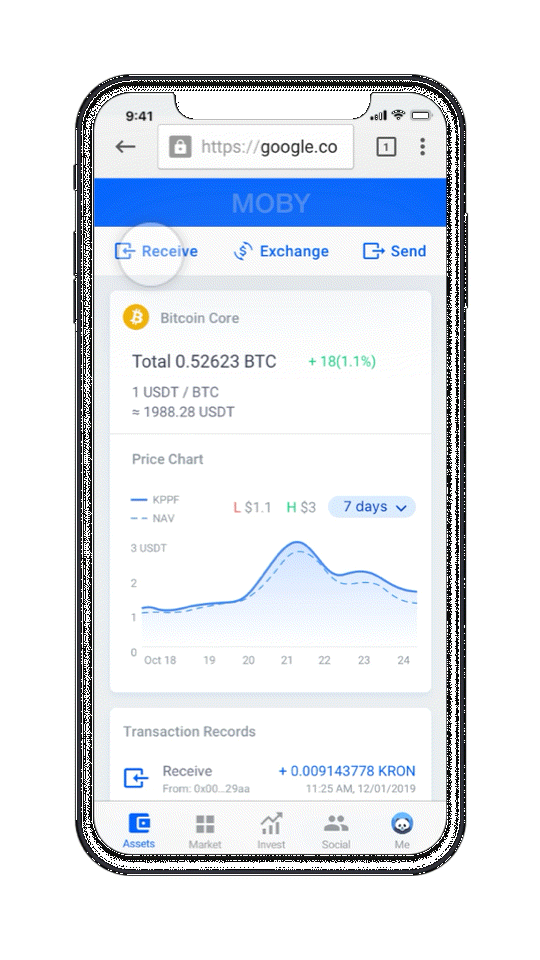 9:41
https://google.co 1
MOBY
Receive Exchange Send
Bitcoin Core
Total 0.52623 BTC + 18(1.1%)
1 USDT / BTC
≈ 1988.28 USDT
Price Chart
KPPF
NAV
L $1.1 H $3 7 days
3 USDT
2
1
0
Oct 18 19 20 21 22 23 24
Transaction Records
Receive + 0.009143778 KRON
From: 0x00...29aa 11:25 AM, 12/01/2019
Assets Market Invest Social Me